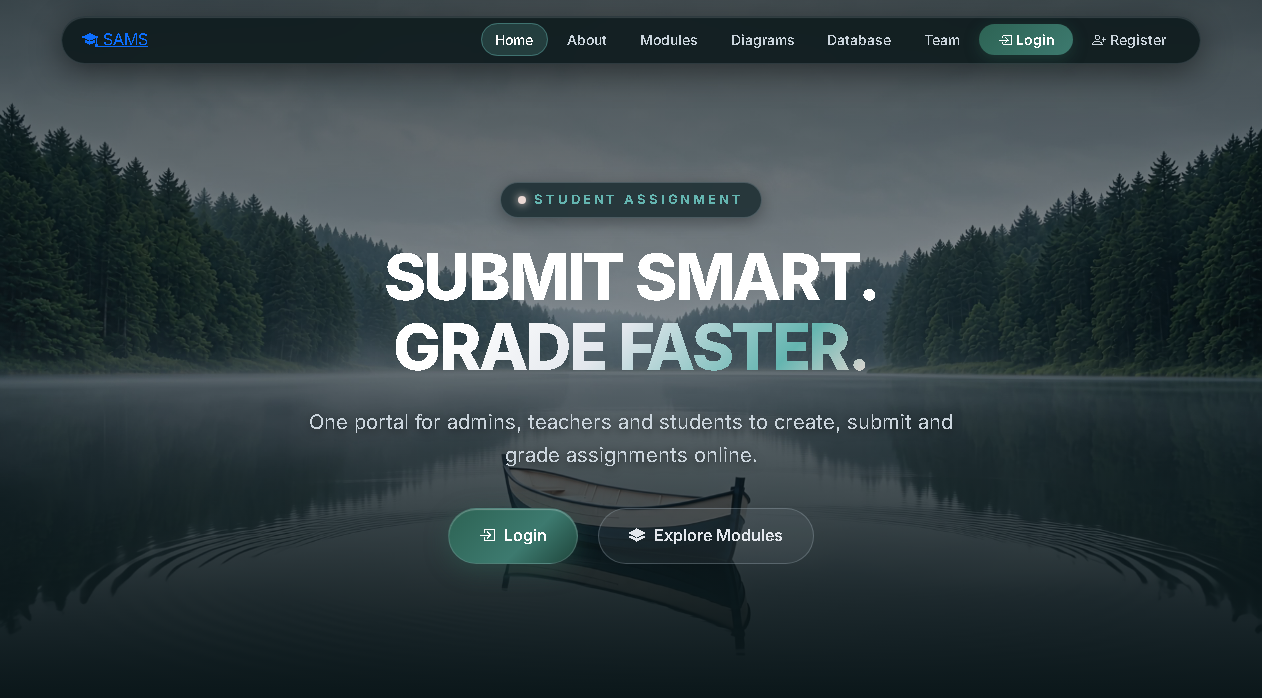 SAMS
Home About Modules Diagrams Database Team Login Register
STUDENT ASSIGNMENT
SUBMIT SMART.
GRADE FASTER.
One portal for admins, teachers and students to create, submit and
grade assignments online.
Login Explore Modules